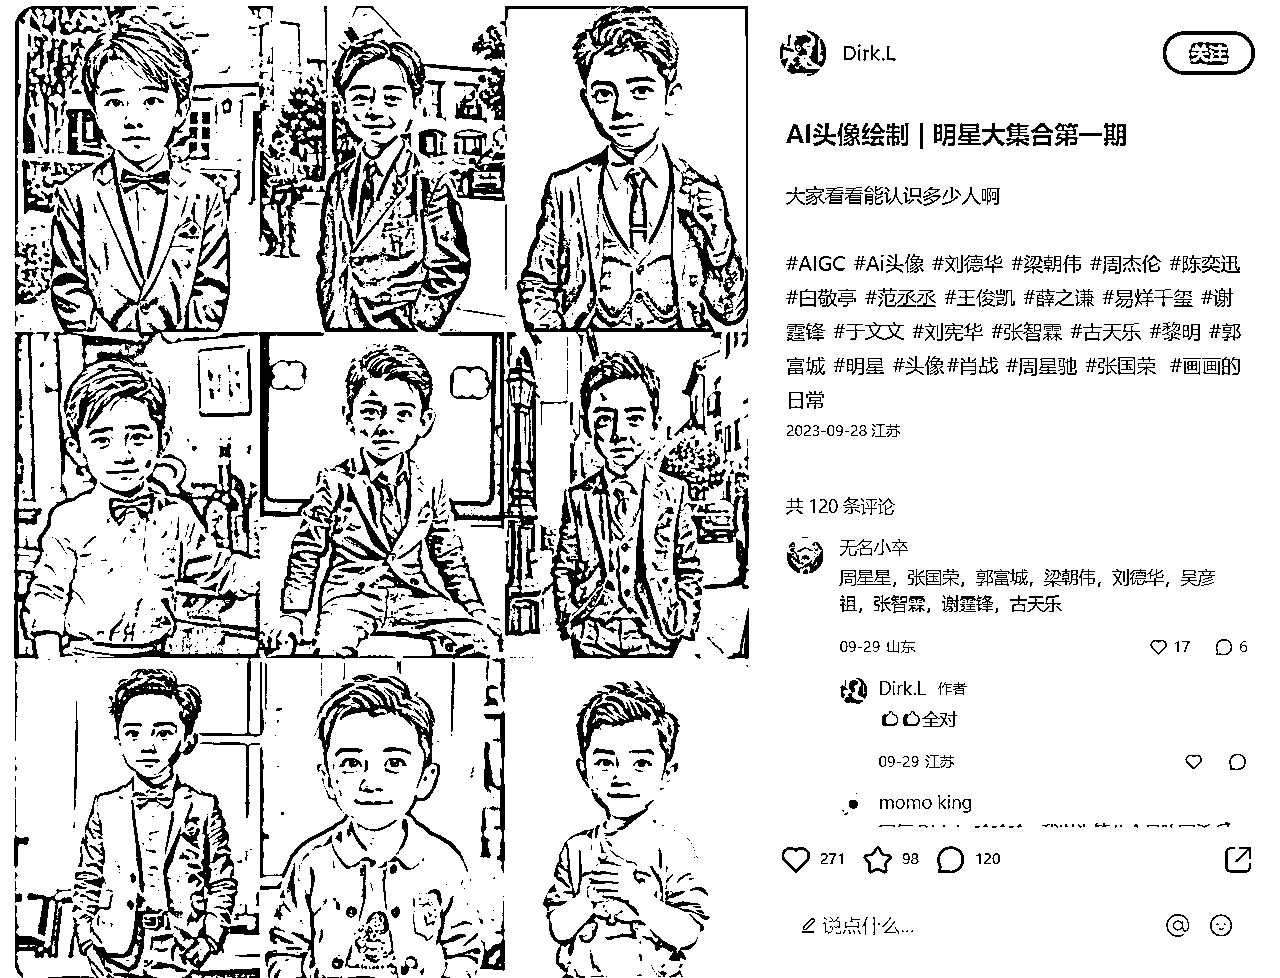 Dirk.L
关注
AI头像绘制 | 明星大集合第一期
大家看看能认识多少人啊
#AIGC #Ai头像 #刘德华 #梁朝伟 #周杰伦 #陈奕迅
#白敬亭 #范丞丞 #王俊凯 #薛之谦 #易烊千玺 #谢
霆锋 #于文文 #刘宪华 #张智霖 #古天乐 #黎明 #郭
富城 #明星 #头像#肖战 #周星驰 #张国荣 #画画的
日常
2023-09-28 江苏
共 120 条评论
无名小卒
周星星，张国荣，郭富城，梁朝伟，刘德华，吴彦
祖，张智霖，谢霆锋，古天乐
09-29 山东
17
6
Dirk.L 作者
全对
09-29 江苏
momo king
271
98
120
说点什么...